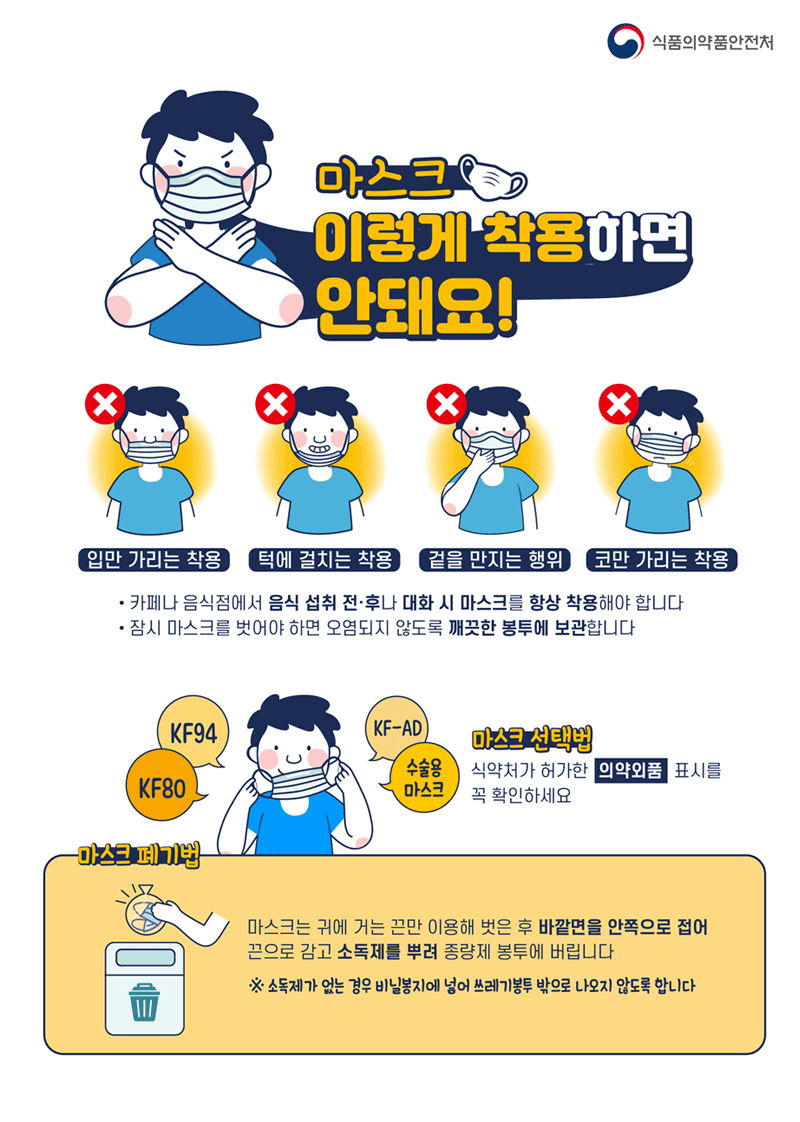 식품의약품안전처
마스크
이렇게 착용하면
안돼요!
입만 가리는 착용
턱에 걸치는 착용
겉을 만지는 행위
코만 가리는 착용
• 카페나 음식점에서 음식 섭취 전·후나 대화 시 마스크를 항상 착용해야 합니다
• 잠시 마스크를 벗어야 하면 오염되지 않도록 깨끗한 봉투에 보관합니다
KF94
KF80
KF-AD
수술용
마스크
마스크 선택법
식약처가 허가한 의약외품 표시를
꼭 확인하세요
마스크 폐기법
마스크는 귀에 거는 끈만 이용해 벗은 후 바깥면을 안쪽으로 접어
끈으로 감고 소독제를 뿌려 종량제 봉투에 버립니다
※ 소독제가 없는 경우 비닐봉지에 넣어 쓰레기봉투 밖으로 나오지 않도록 합니다